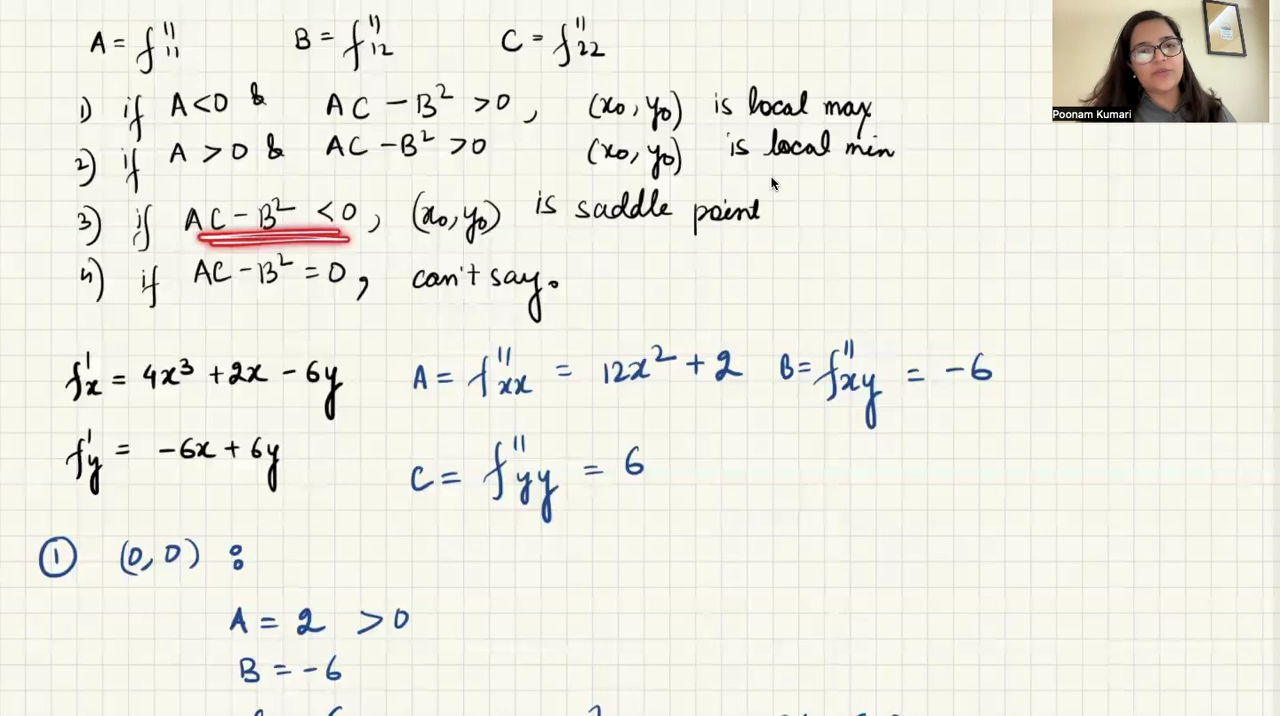 A = f''₁₁ B = f''₁₂ C = f''₂₂
1) if A<0 & AC - B² >0, (x₀, y₀) is local max
2) if A >0 & AC - B² >0 (x₀, y₀) is local min
3) if AC - B² <0, (x₀, y₀) is saddle point
4) if AC - B² = 0, can't say.
f'x = 4x³ + 2x - 6y A = f''xx = 12x² + 2 B = f''xy = -6
f'y = -6x + 6y C = f''yy = 6
① (0,0) :
A = 2 >0
B = -6
Poonam Kumari